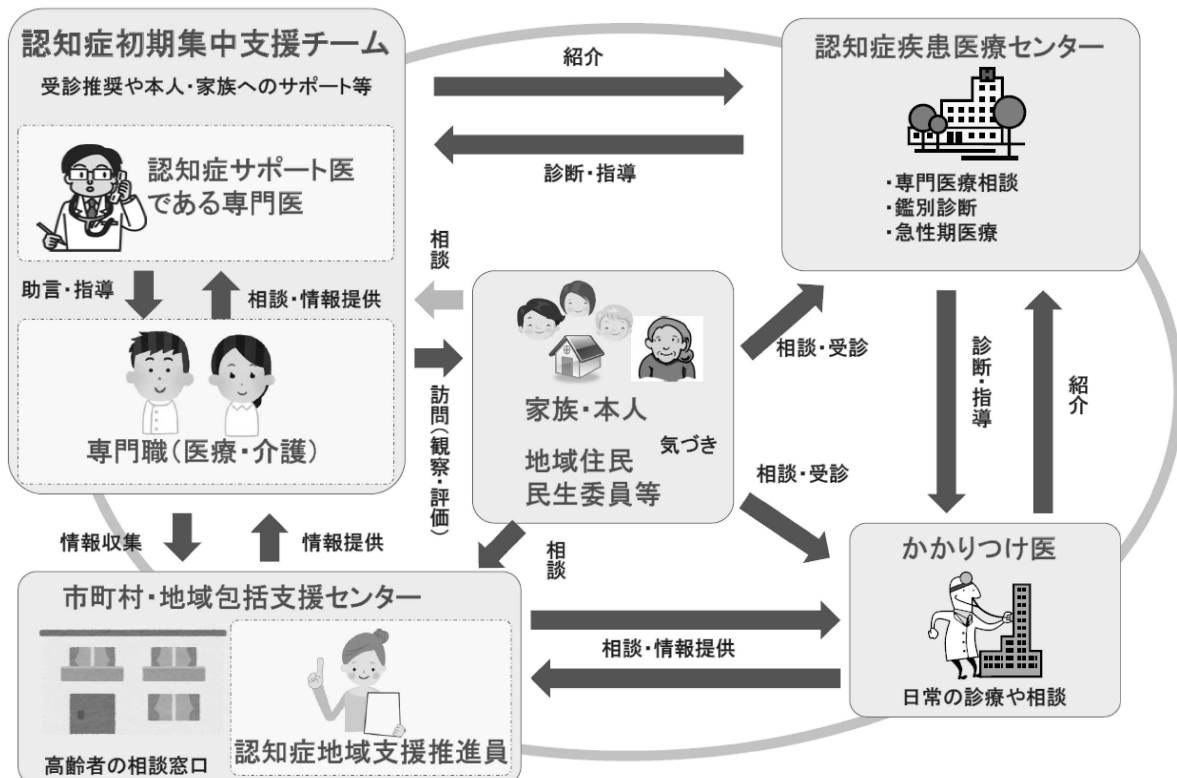 認知症初期集中支援チーム
受診推奨や本人・家族へのサポート等
認知症サポート医
である専門医
助言・指導
相談・情報提供
専門職(医療・介護)
紹介
診断・指導
認知症疾患医療センター
H
・専門医療相談
・鑑別診断
・急性期医療
相談
訪問(観察・評価)
家族・本人
気づき
地域住民
民生委員等
相談・受診
相談・受診
診断・指導
紹介
情報収集
情報提供
相談
市町村・地域包括支援センター
高齢者の相談窓口
認知症地域支援推進員
相談・情報提供
かかりつけ医
日常の診療や相談